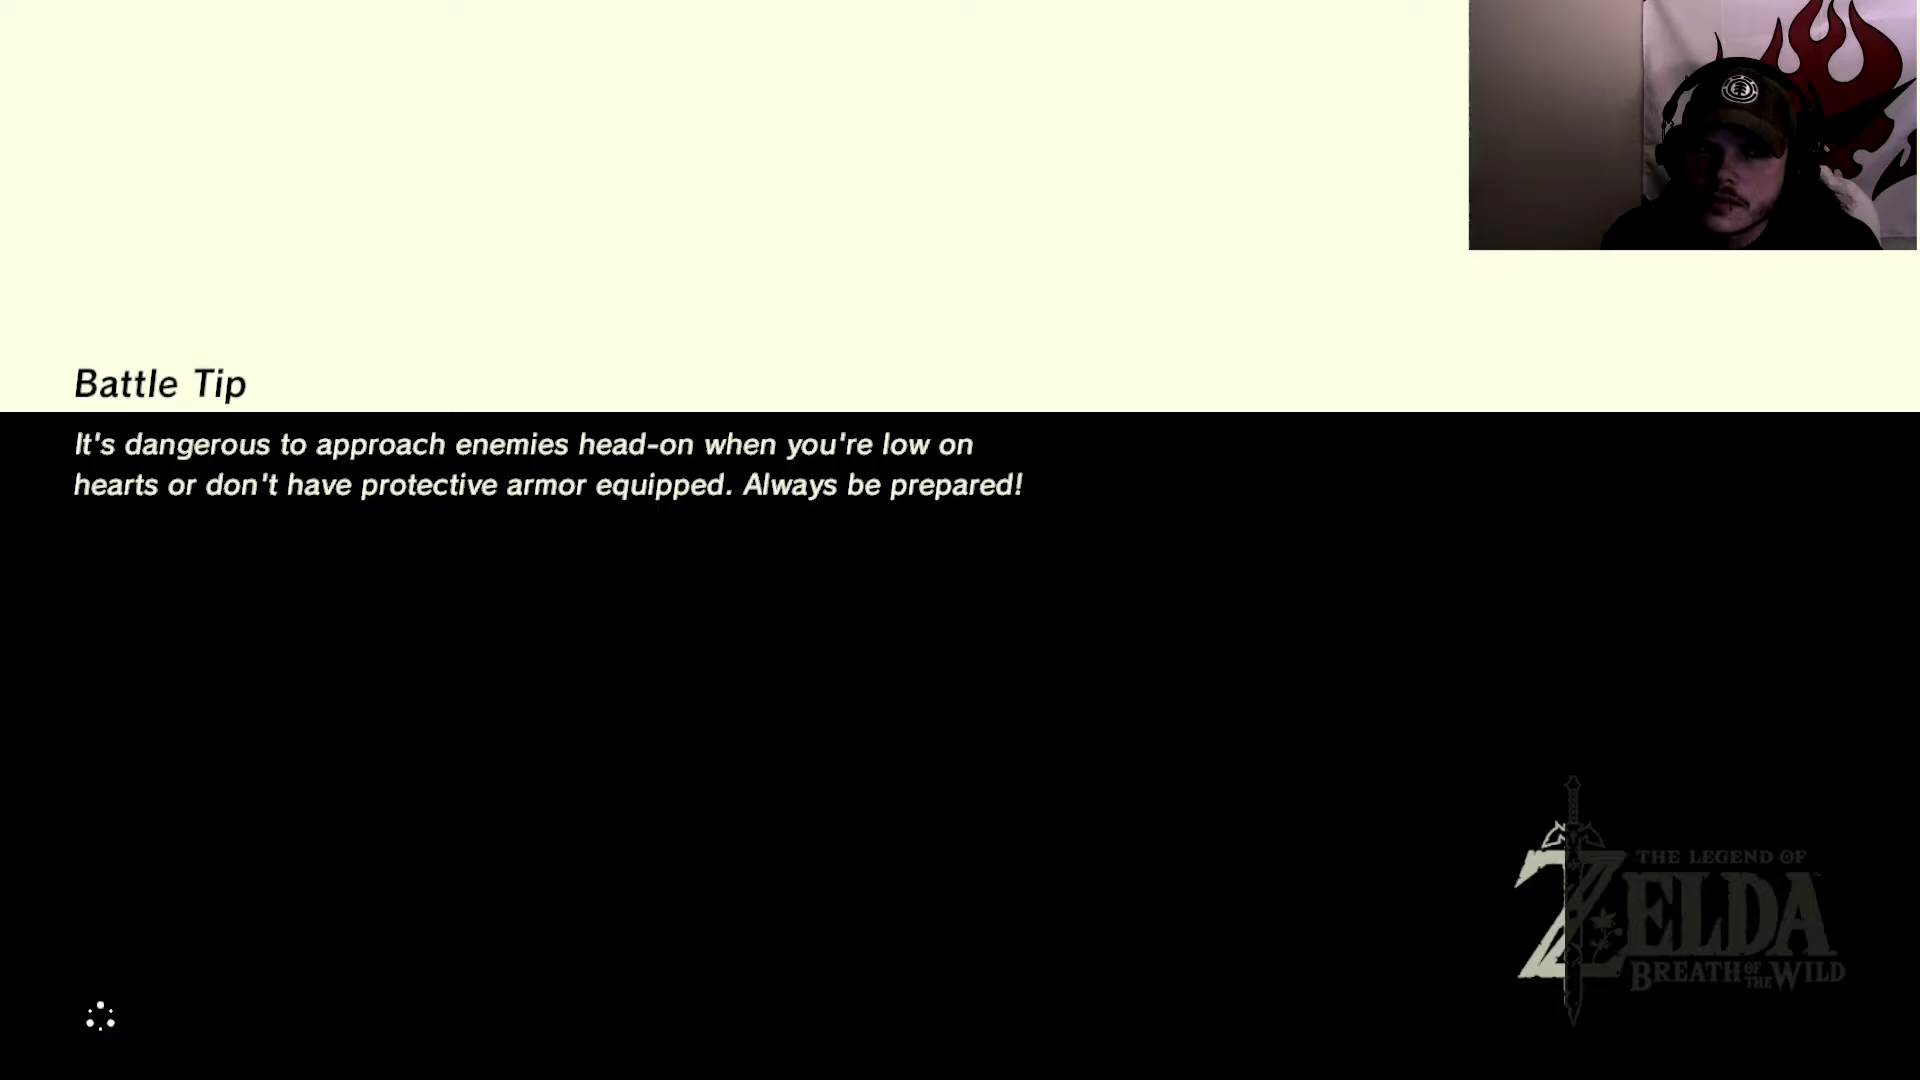 Battle Tip
It's dangerous to approach enemies head-on when you're low on
hearts or don't have protective armor equipped. Always be prepared!
THE LEGEND OF
ZELDA
BREATH OF THE WILD